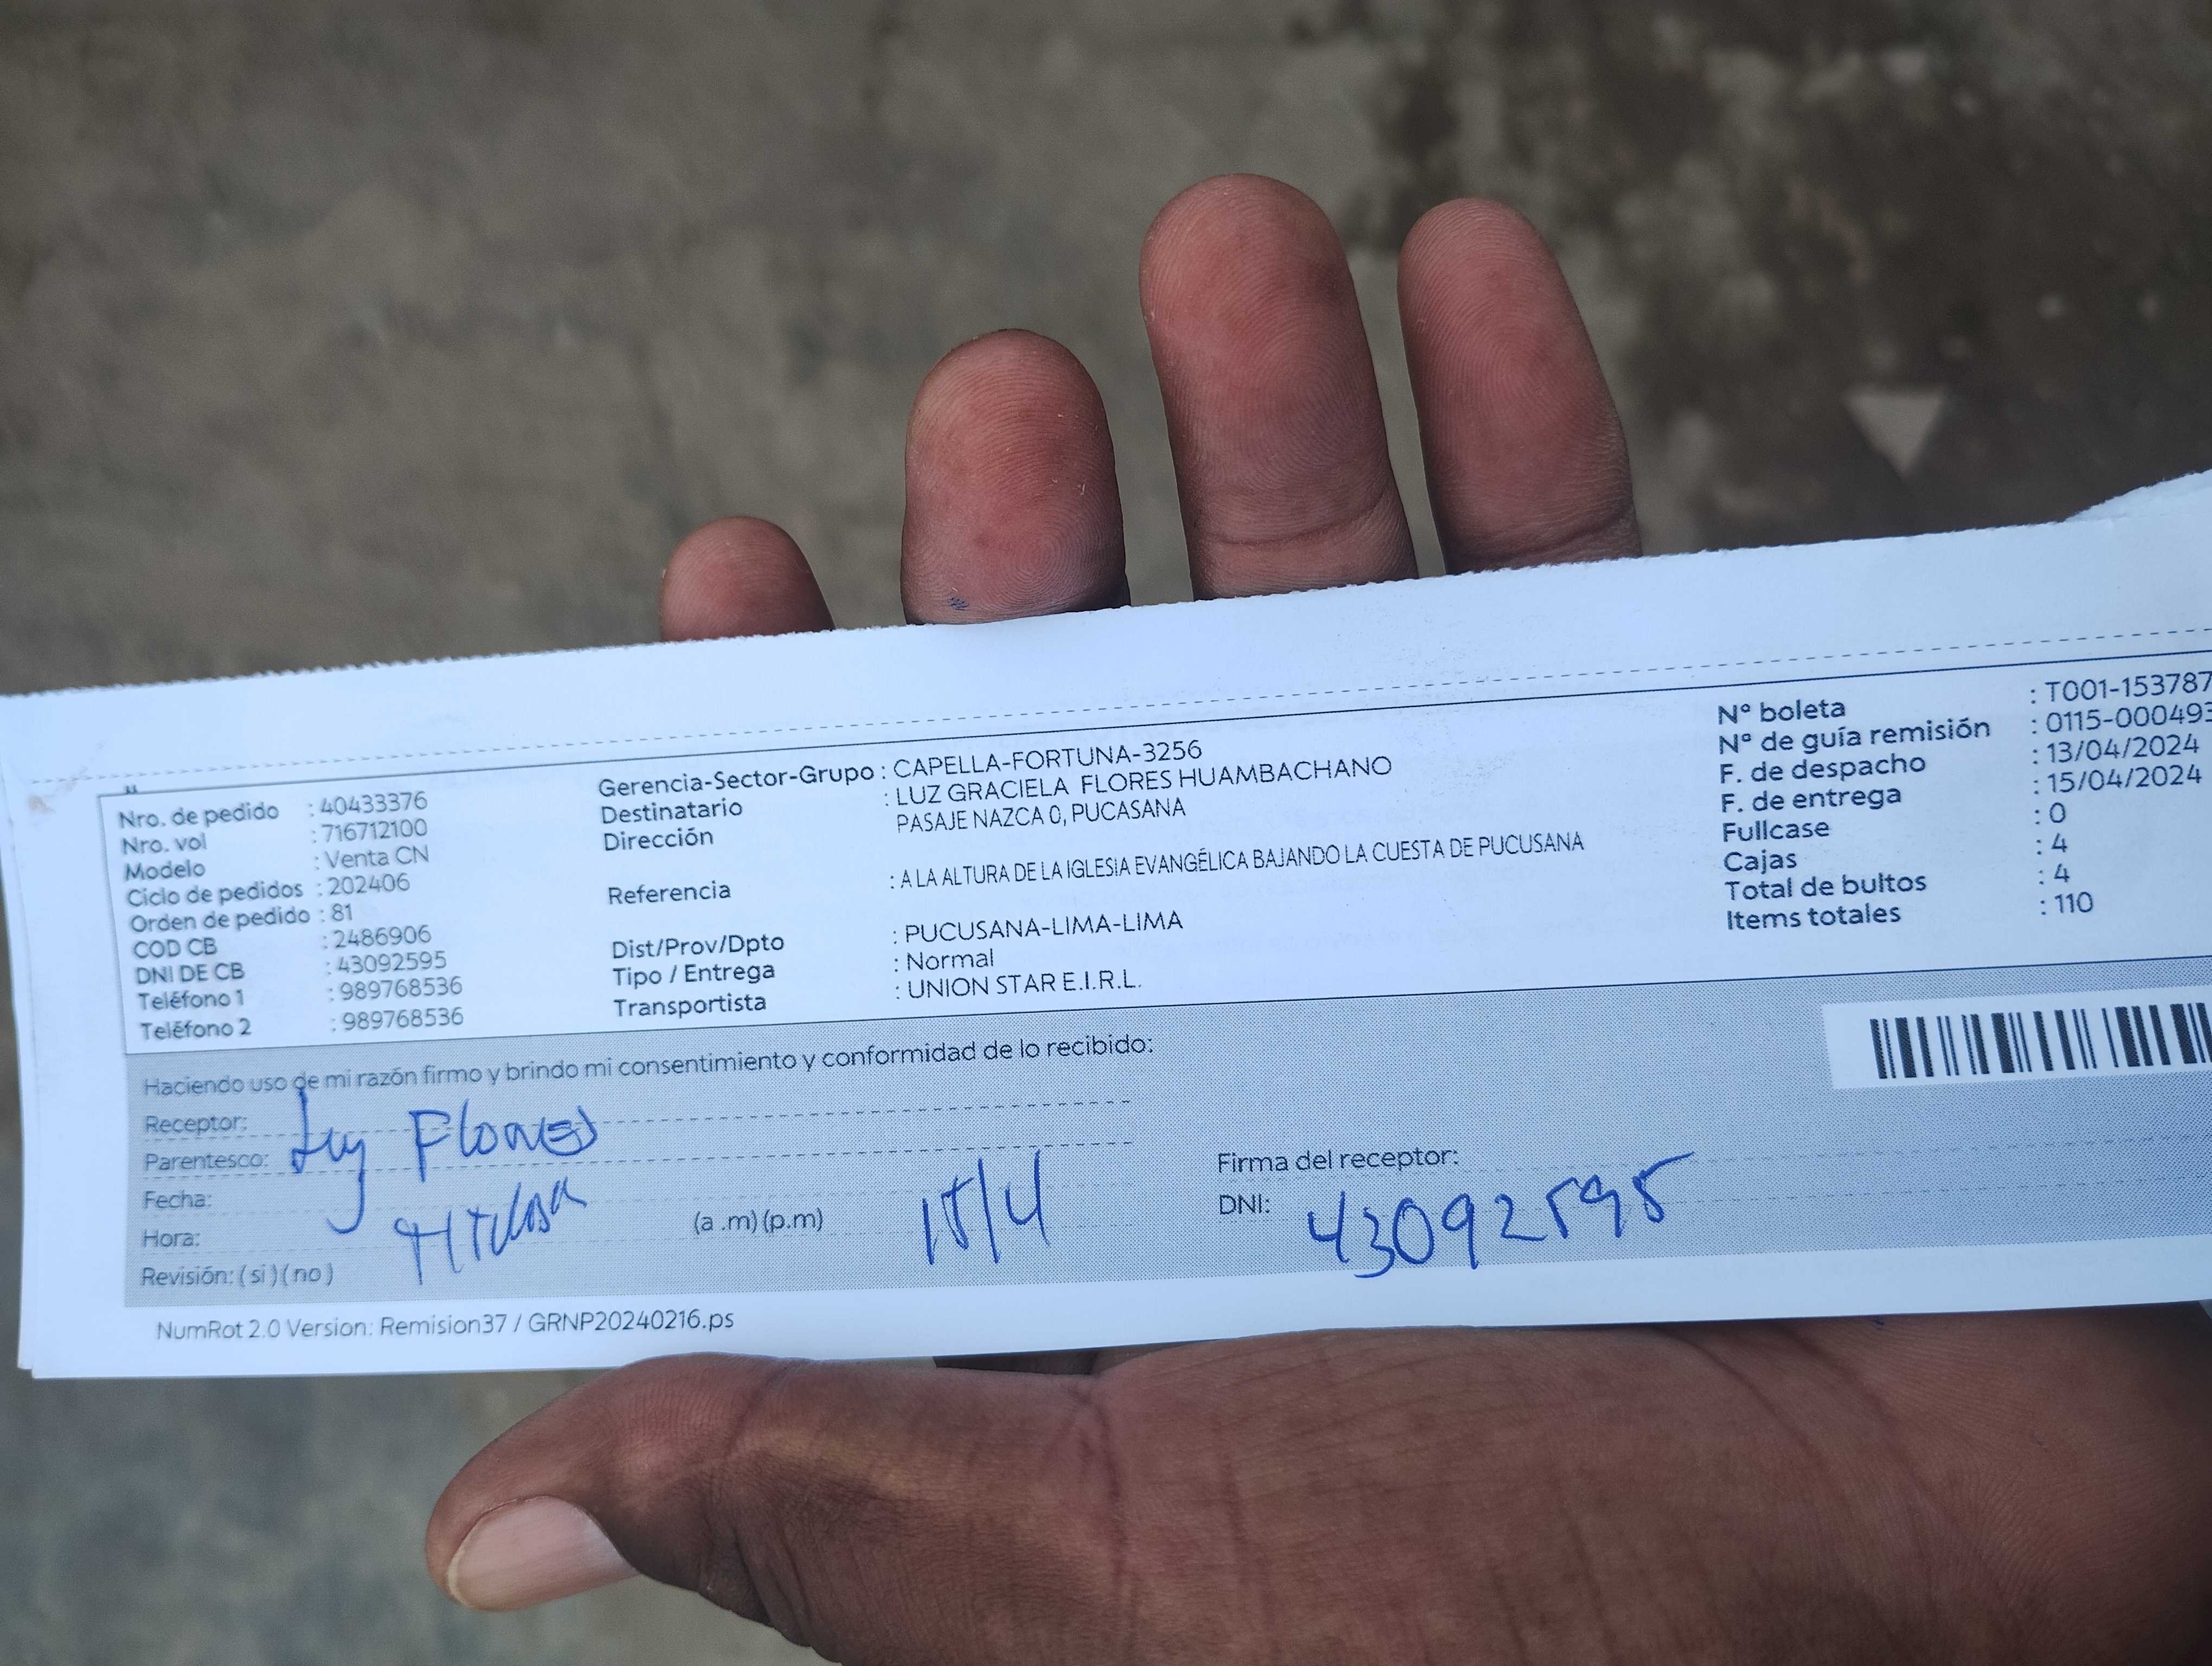 Nro. de pedido : 40433376
Nro. vol : 716712100
Modelo : Venta CN
Ciclo de pedidos : 202406
Orden de pedido : 81
COD CB : 2486906
DNI DE CB : 43092595
Teléfono 1 : 989768536
Teléfono 2 : 989768536
Gerencia-Sector-Grupo : CAPELLA-FORTUNA-3256
Destinatario : LUZ GRACIELA FLORES HUAMBACHANO
Dirección PASAJE NAZCA 0, PUCASANA
Referencia : A LA ALTURA DE LA IGLESIA EVANGÉLICA BAJANDO LA CUESTA DE PUCUSANA
Dist/Prov/Dpto : PUCUSANA-LIMA-LIMA
Tipo / Entrega : Normal
Transportista : UNION STAR E.I.R.L.
Nº boleta : T001-153787
Nº de guía remisión : 0115-000493
F. de despacho : 13/04/2024
F. de entrega : 15/04/2024
Fullcase : 0
Cajas : 4
Total de bultos : 4
Items totales : 110
Haciendo uso de mi razón firmo y brindo mi consentimiento y conformidad de lo recibido:
Receptor:
Parentesco: Luz Flores
Fecha:
Hora: (a .m) (p.m) 15/4
Revisión: (si) (no)
Firma del receptor:
DNI: 43092595
NumRot 2.0 Version: Remision37 / GRNP20240216.ps